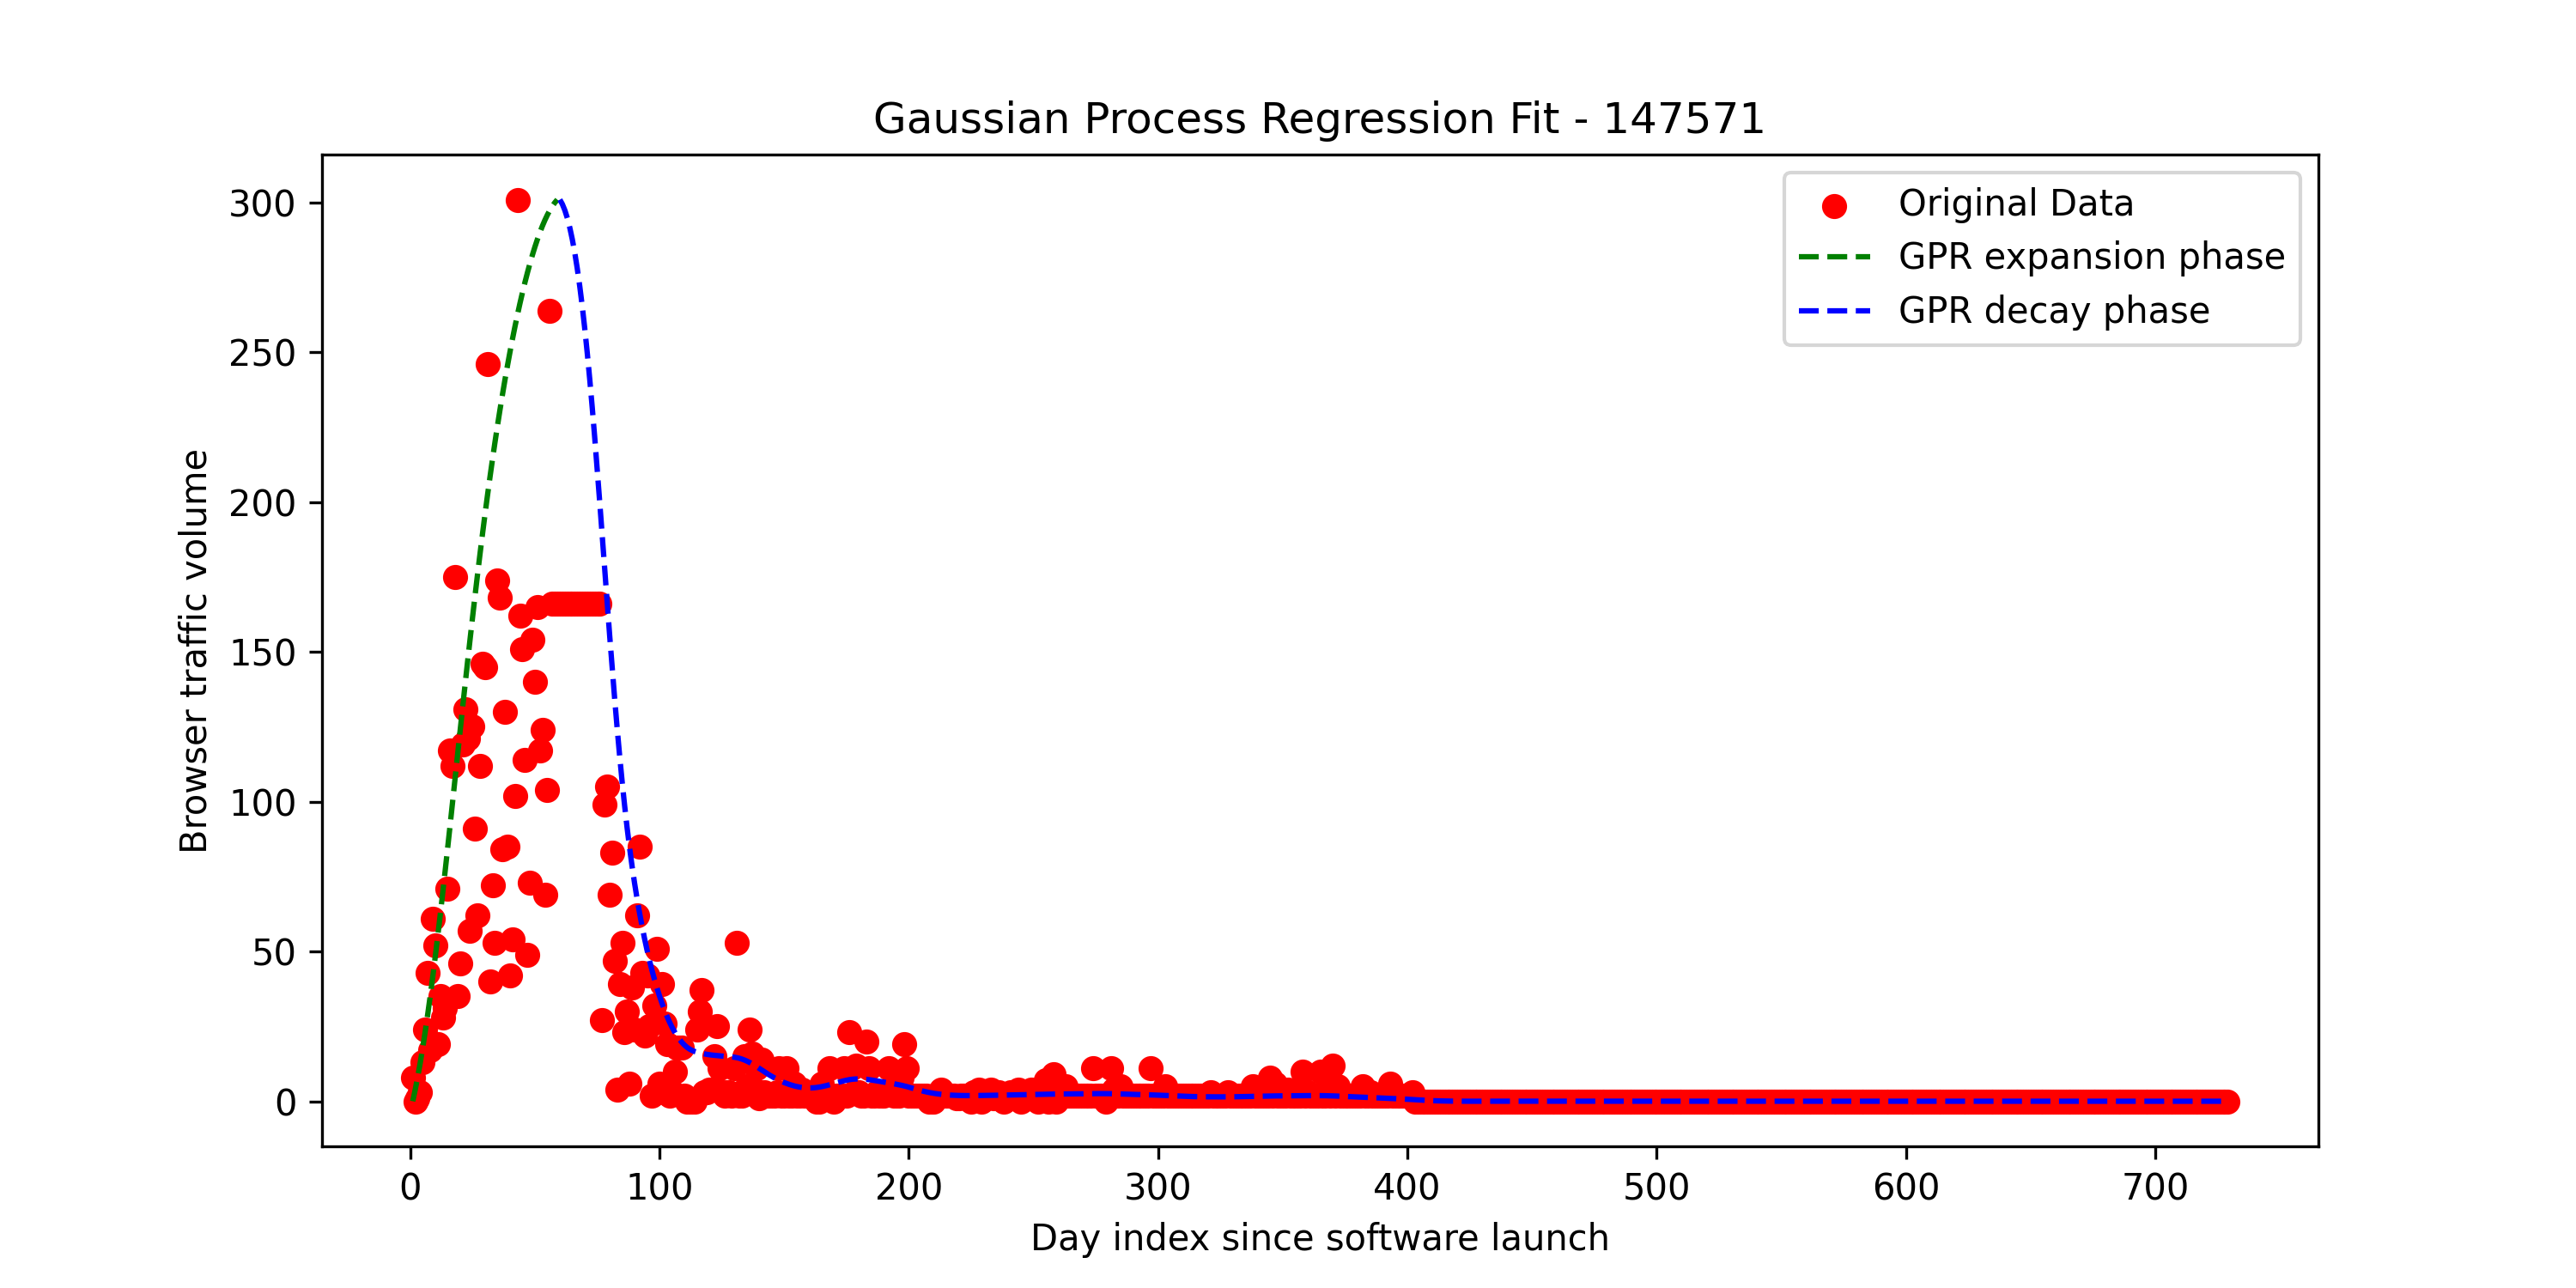 Gaussian Process Regression Fit - 147571
Original Data
GPR expansion phase
GPR decay phase
Browser traffic volume
300
250
200
150
100
50
0
0 100 200 300 400 500 600 700
Day index since software launch